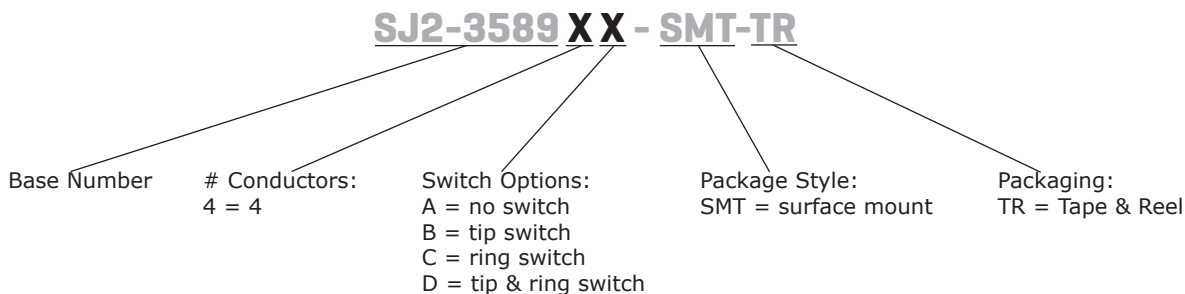 SJ2-3589 X X - SMT-TR
Base Number
# Conductors:
4 = 4
Switch Options:
A = no switch
B = tip switch
C = ring switch
D = tip & ring switch
Package Style:
SMT = surface mount
Packaging:
TR = Tape & Reel